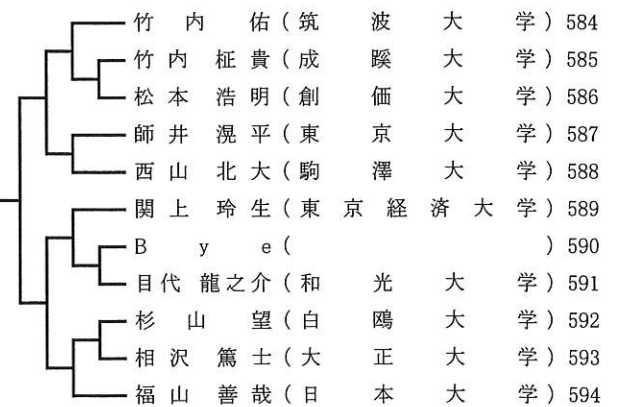 竹内佑(筑波大学) 584
竹内柾貴(成蹊大学) 585
松本浩明(創価大学) 586
師井滉平(東京大学) 587
西山北大(駒澤大学) 588
関上玲生(東京経済大学) 589
Bye( ) 590
目代龍之介(和光大学) 591
杉山望(白鴎大学) 592
相沢篤士(大正大学) 593
福山善哉(日本大学) 594